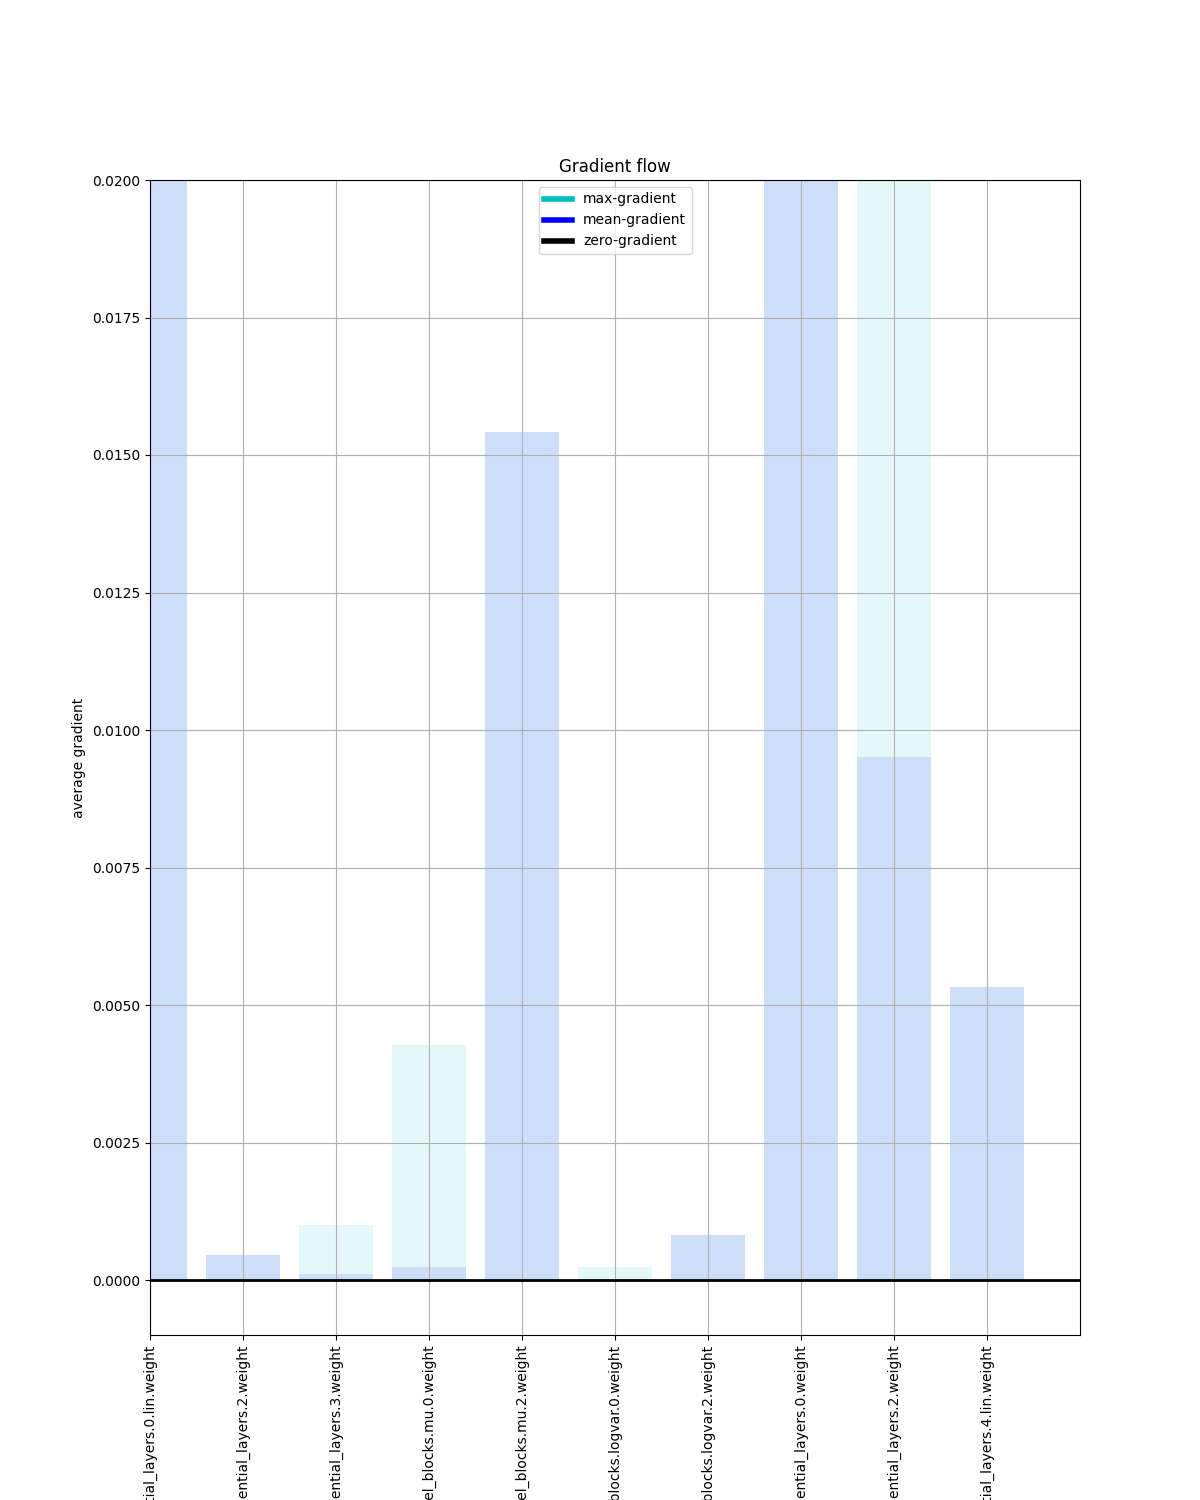 Gradient flow
max-gradient
mean-gradient
zero-gradient
0.0200
0.0175
0.0150
0.0125
0.0100
0.0075
0.0050
0.0025
0.0000
average gradient
tial_layers.0.lin.weight
ential_layers.2.weight
ential_layers.3.weight
el_blocks.mu.0.weight
el_blocks.mu.2.weight
blocks.logvar.0.weight
blocks.logvar.2.weight
ential_layers.0.weight
ential_layers.2.weight
tial_layers.4.lin.weight